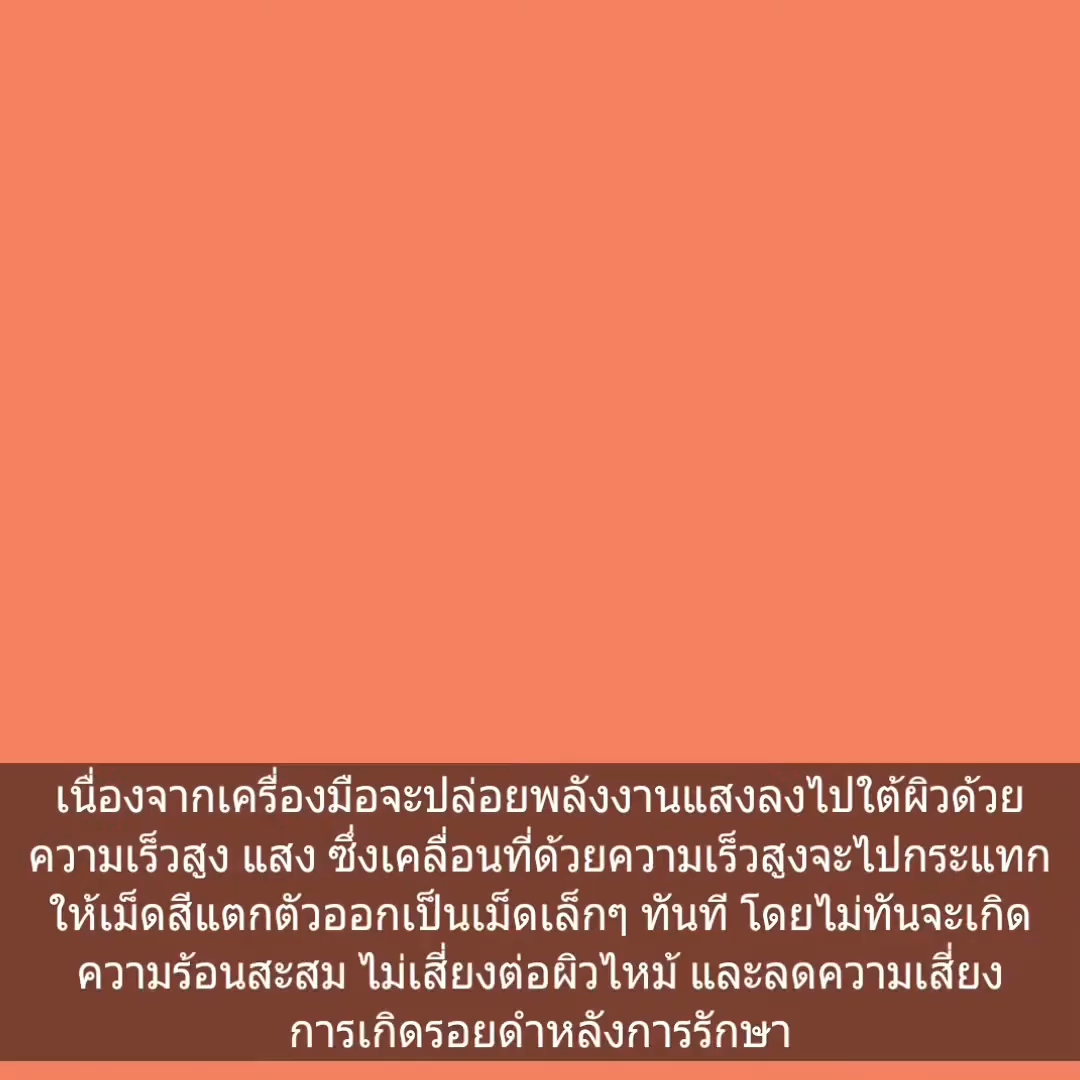 เนื่องจากเครื่องมือจะปล่อยพลังงานแสงลงไปใต้ผิวด้วย
ความเร็วสูง แสง ซึ่งเคลื่อนที่ด้วยความเร็วสูงจะไปกระแทก
ให้เม็ดสีแตกตัวออกเป็นเม็ดเล็กๆ ทันที โดยไม่ทันจะเกิด
ความร้อนสะสม ไม่เสี่ยงต่อผิวไหม้ และลดความเสี่ยง
การเกิดรอยดำหลังการรักษา